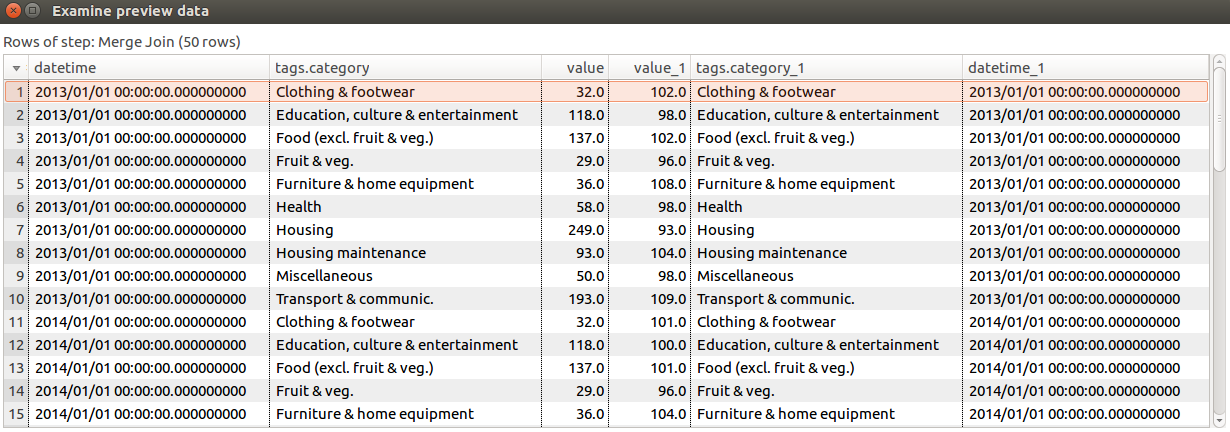 Examine preview data
Rows of step: Merge Join (50 rows)
datetime tags.category value value_1 tags.category_1 datetime_1
1 2013/01/01 00:00:00.000000000 Clothing & footwear 32.0 102.0 Clothing & footwear 2013/01/01 00:00:00.000000000
2 2013/01/01 00:00:00.000000000 Education, culture & entertainment 118.0 98.0 Education, culture & entertainment 2013/01/01 00:00:00.000000000
3 2013/01/01 00:00:00.000000000 Food (excl. fruit & veg.) 137.0 102.0 Food (excl. fruit & veg.) 2013/01/01 00:00:00.000000000
4 2013/01/01 00:00:00.000000000 Fruit & veg. 29.0 96.0 Fruit & veg. 2013/01/01 00:00:00.000000000
5 2013/01/01 00:00:00.000000000 Furniture & home equipment 36.0 108.0 Furniture & home equipment 2013/01/01 00:00:00.000000000
6 2013/01/01 00:00:00.000000000 Health 58.0 98.0 Health 2013/01/01 00:00:00.000000000
7 2013/01/01 00:00:00.000000000 Housing 249.0 93.0 Housing 2013/01/01 00:00:00.000000000
8 2013/01/01 00:00:00.000000000 Housing maintenance 93.0 104.0 Housing maintenance 2013/01/01 00:00:00.000000000
9 2013/01/01 00:00:00.000000000 Miscellaneous 50.0 98.0 Miscellaneous 2013/01/01 00:00:00.000000000
10 2013/01/01 00:00:00.000000000 Transport & communic. 193.0 109.0 Transport & communic. 2013/01/01 00:00:00.000000000
11 2014/01/01 00:00:00.000000000 Clothing & footwear 32.0 101.0 Clothing & footwear 2014/01/01 00:00:00.000000000
12 2014/01/01 00:00:00.000000000 Education, culture & entertainment 118.0 100.0 Education, culture & entertainment 2014/01/01 00:00:00.000000000
13 2014/01/01 00:00:00.000000000 Food (excl. fruit & veg.) 137.0 101.0 Food (excl. fruit & veg.) 2014/01/01 00:00:00.000000000
14 2014/01/01 00:00:00.000000000 Fruit & veg. 29.0 96.0 Fruit & veg. 2014/01/01 00:00:00.000000000
15 2014/01/01 00:00:00.000000000 Furniture & home equipment 36.0 104.0 Furniture & home equipment 2014/01/01 00:00:00.000000000